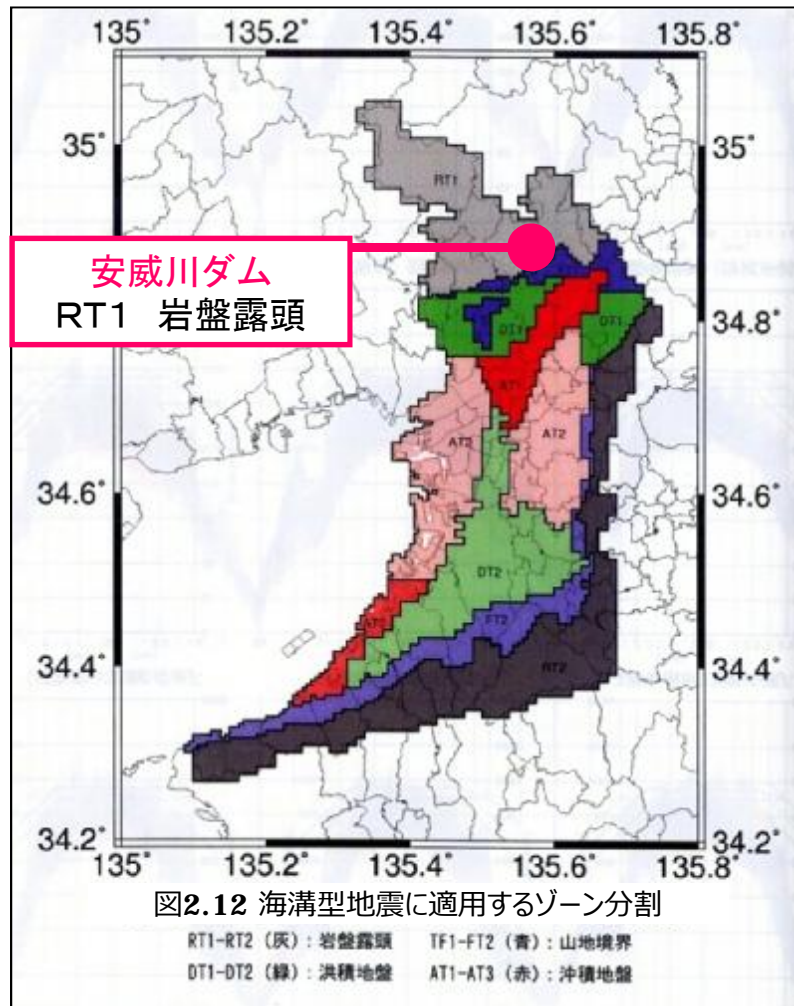 135° 135.2° 135.4° 135.6° 135.8°
35° 35°
RT1
安威川ダム
RT1 岩盤露頭
34.8°
DT1 DT1
AT1
AT2 AT2
34.6° 34.6°
DT2
AT3 FT2
34.4° 34.4°
RT2
34.2° 34.2°
135° 135.2° 135.4° 135.6° 135.8°
図2.12 海溝型地震に適用するゾーン分割
RT1-RT2 (灰) : 岩盤露頭 TF1-FT2 (青) : 山地境界
DT1-DT2 (緑) : 洪積地盤 AT1-AT3 (赤) : 沖積地盤